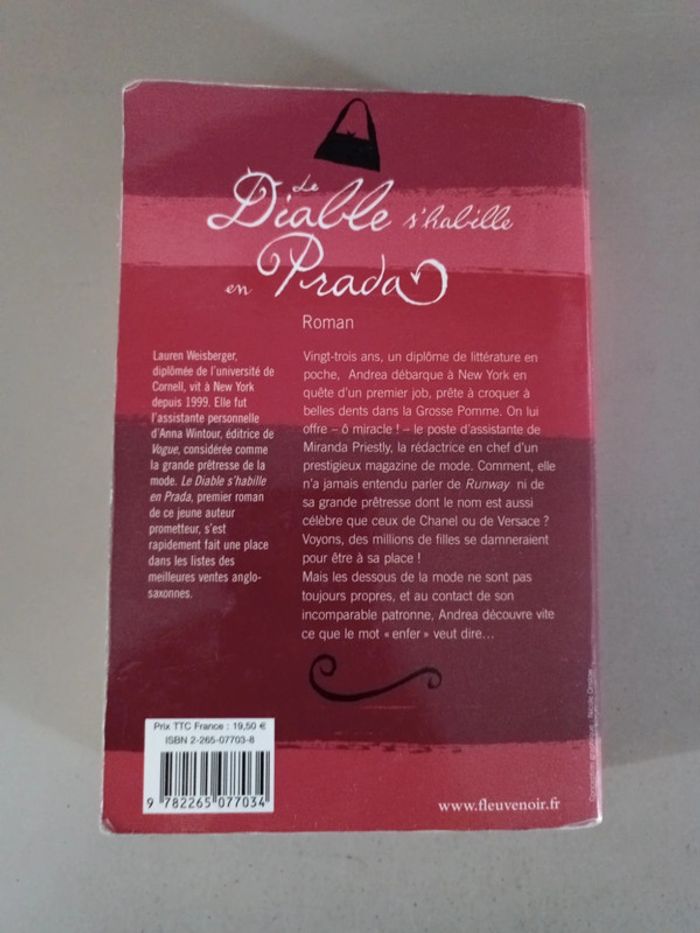 Le
Diable s'habille
en Prada
Roman
Lauren Weisberger,
diplômée de l'université de
Cornell, vit à New York
depuis 1999. Elle fut
l'assistante personnelle
d'Anna Wintour, éditrice de
Vogue, considérée comme
la grande prêtresse de la
mode. Le Diable s'habille
en Prada, premier roman
de ce jeune auteur
prometteur, s'est
rapidement fait une place
dans les listes des
meilleures ventes anglo-
saxonnes.
Vingt-trois ans, un diplôme de littérature en
poche, Andrea débarque à New York en
quête d'un premier job, prête à croquer à
belles dents dans la Grosse Pomme. On lui
offre – ô miracle ! – le poste d'assistante de
Miranda Priestly, la rédactrice en chef d'un
prestigieux magazine de mode. Comment, elle
n'a jamais entendu parler de Runway ni de
sa grande prêtresse dont le nom est aussi
célèbre que ceux de Chanel ou de Versace ?
Voyons, des millions de filles se damneraient
pour être à sa place !
Mais les dessous de la mode ne sont pas
toujours propres, et au contact de son
incomparable patronne, Andrea découvre vite
ce que le mot « enfer » veut dire…
Prix TTC France : 19,50 €
ISBN 2-265-07703-8
9 782265 077034
www.fleuvenoir.fr